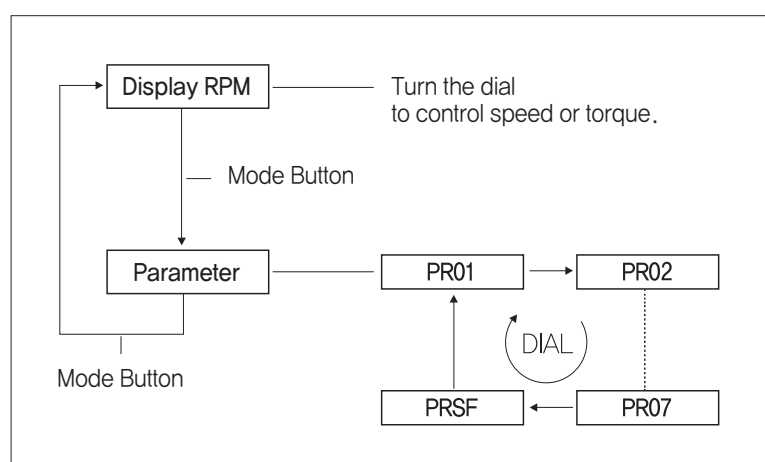 Display RPM
Turn the dial
to control speed or torque.
Mode Button
Parameter
PR01
PR02
DIAL
Mode Button
PRSF
PR07